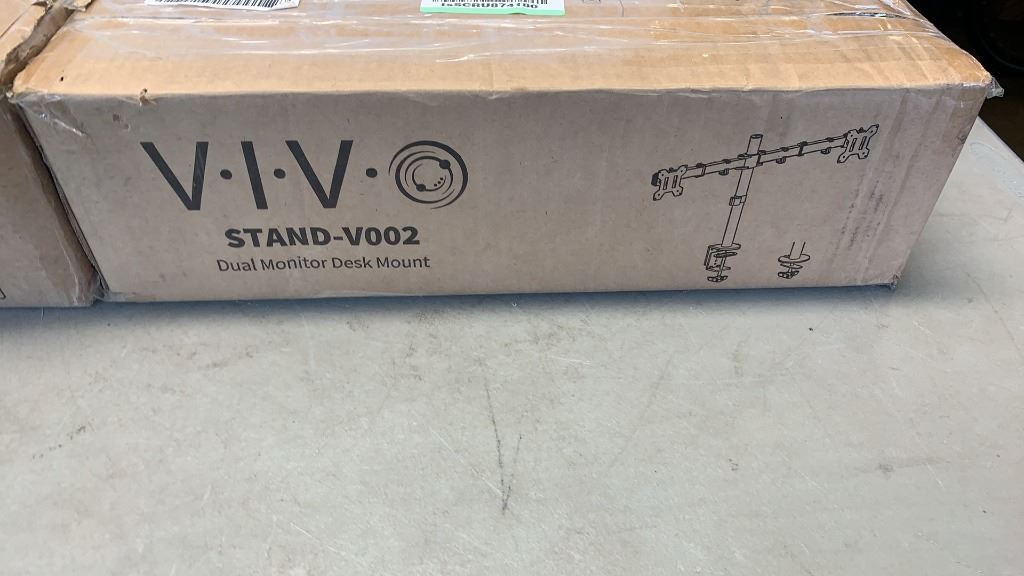 V·I·V·O
STAND-V002
Dual Monitor Desk Mount